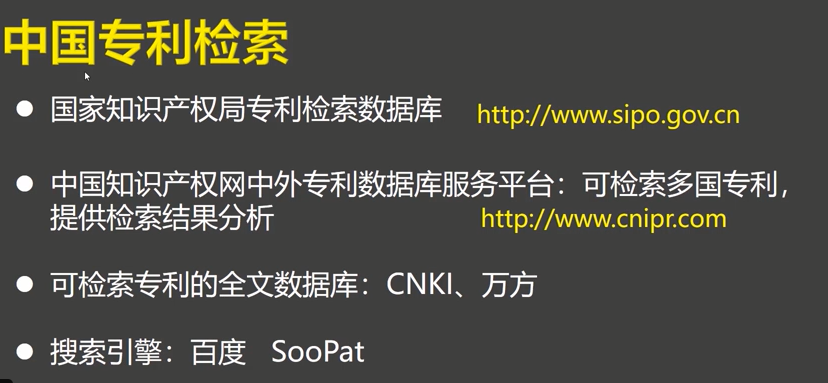 中国专利检索
● 国家知识产权局专利检索数据库 http://www.sipo.gov.cn
● 中国知识产权网中外专利数据库服务平台：可检索多国专利，
提供检索结果分析 http://www.cnipr.com
● 可检索专利的全文数据库：CNKI、万方
● 搜索引擎：百度 SooPat